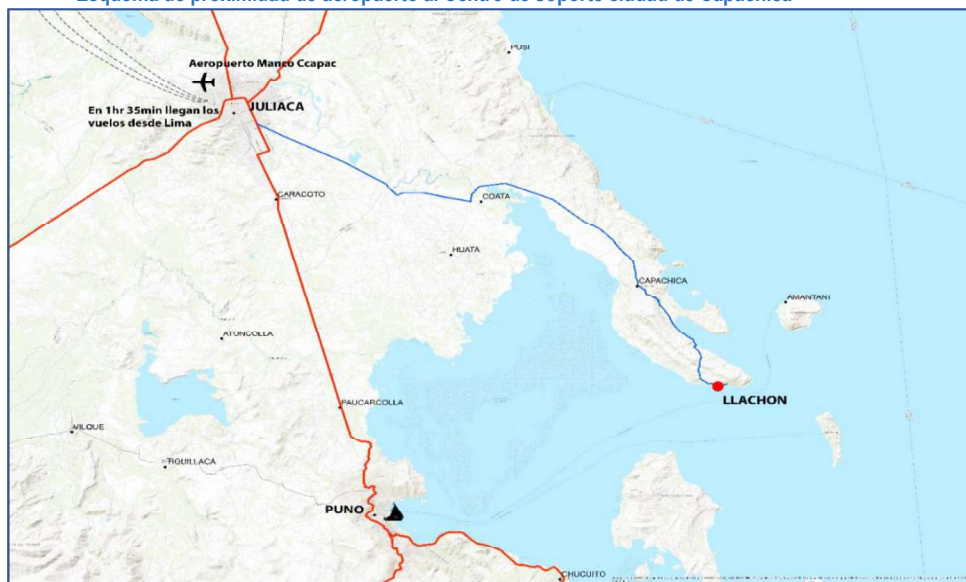 Esquema de proximidad de aeropuerto al Centro de soporte ciudad de Capachica
PUSI
Aeropuerto Manco Ccapac
JULIACA
En 1hr 35min llegan los
vuelos desde Lima
CARACOTO
COATA
HUATA
CAPACHICA
AMANTANI
ATUNCOLLA
LLACHON
PAUCARCOLLA
VILQUE
TIQUILLACA
PUNO
CHUCUITO